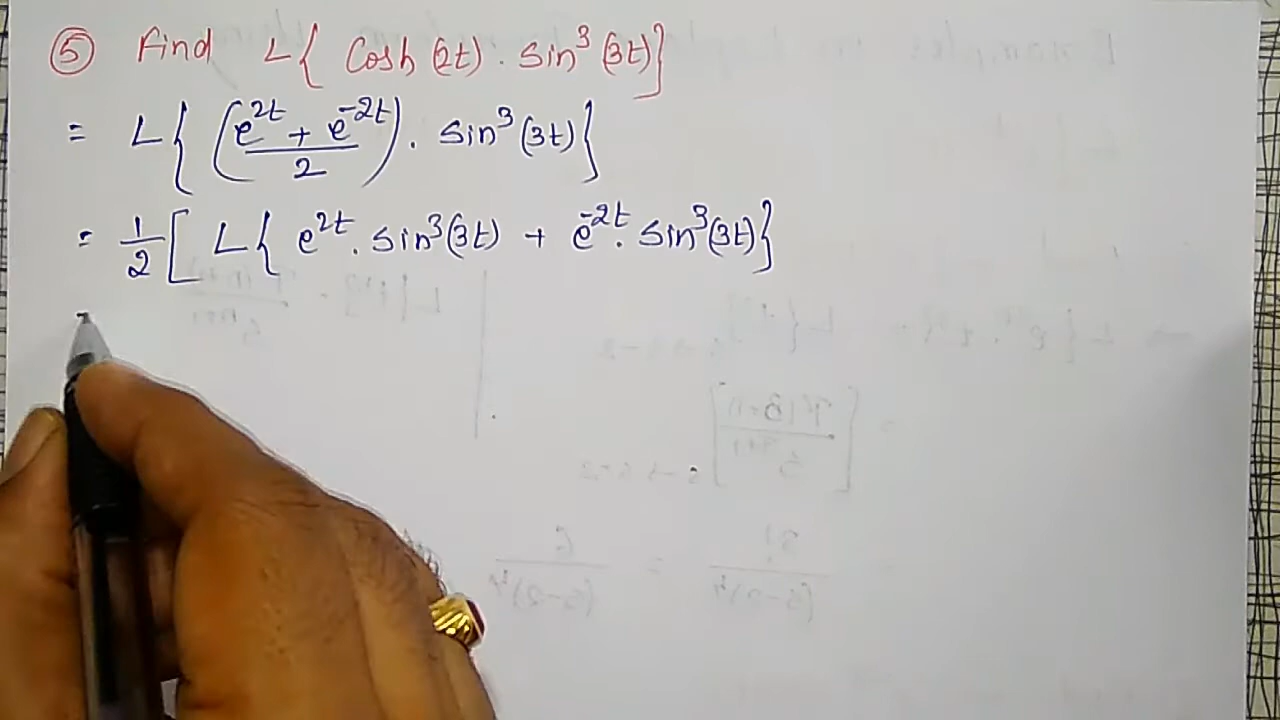 ⑤ Find L{ Cosh(2t) . Sin³(3t)}
= L{ (e^2t + e^-2t / 2) . Sin³(3t)}
= 1/2 [ L{ e^2t . Sin³(3t) + e^-2t . Sin³(3t)}
=